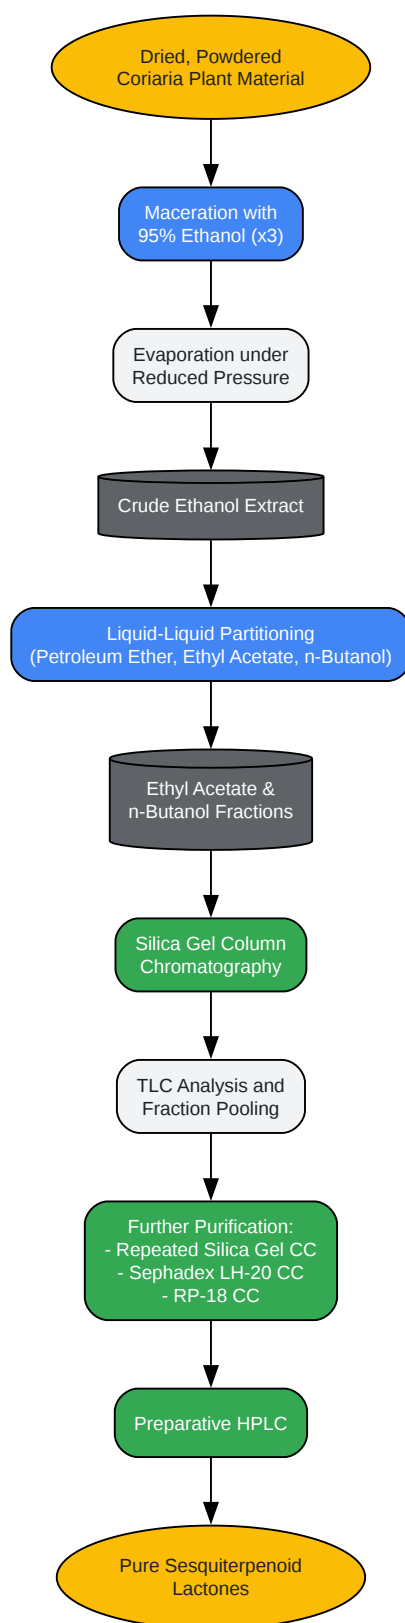 Dried, Powdered
Coriaria Plant Material
Maceration with
95% Ethanol (x3)
Evaporation under
Reduced Pressure
Crude Ethanol Extract
Liquid-Liquid Partitioning
(Petroleum Ether, Ethyl Acetate, n-Butanol)
Ethyl Acetate &
n-Butanol Fractions
Silica Gel Column
Chromatography
TLC Analysis and
Fraction Pooling
Further Purification:
- Repeated Silica Gel CC
- Sephadex LH-20 CC
- RP-18 CC
Preparative HPLC
Pure Sesquiterpenoid
Lactones